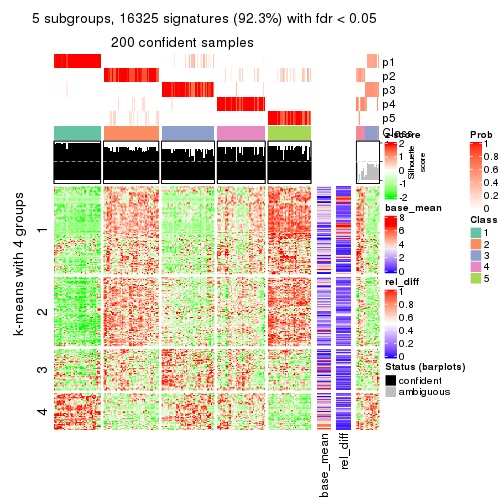 5 subgroups, 16325 signatures (92.3%) with fdr < 0.05
200 confident samples
p1
p2
p3
p4
p5
Class
z-score
2
1
0
-1
-2
Silhouette
score
Prob
1
0.8
0.6
0.4
0.2
0
base_mean
8
6
4
2
0
Class
1
2
3
4
5
rel_diff
1
0.8
0.6
0.4
0.2
0
Status (barplots)
confident
ambiguous
k-means with 4 groups
1
2
3
4
base_mean
rel_diff